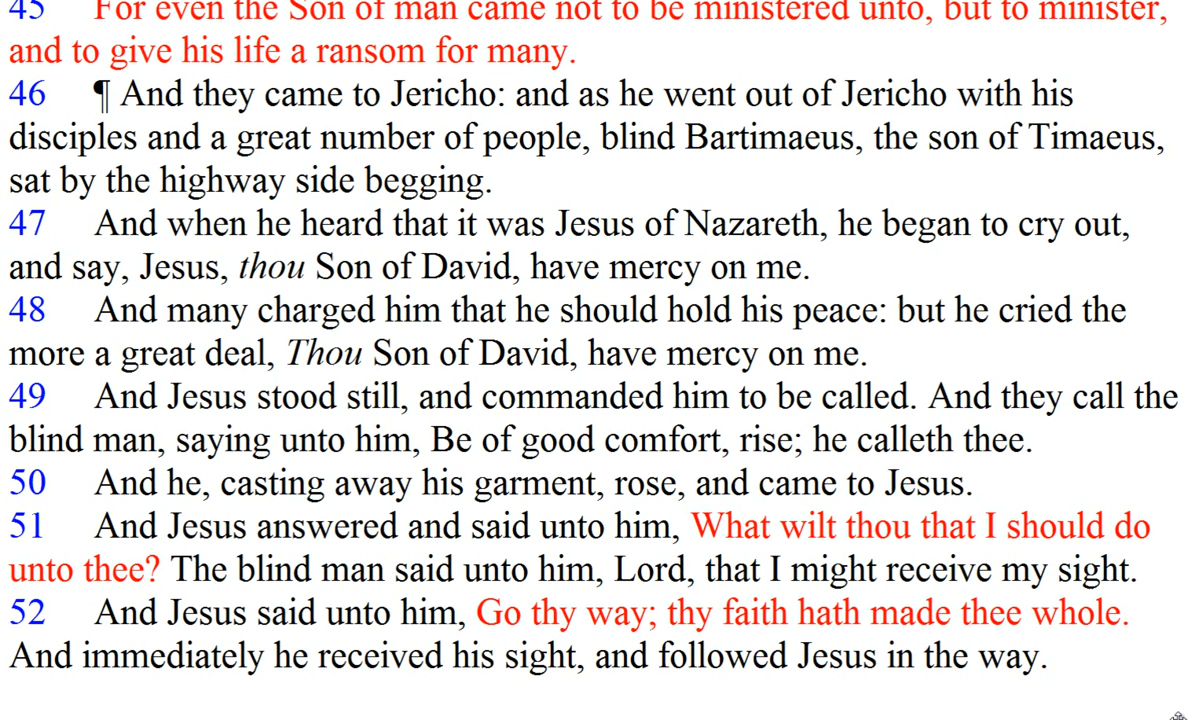 45 For even the Son of man came not to be ministered unto, but to minister,
and to give his life a ransom for many.
46 ¶ And they came to Jericho: and as he went out of Jericho with his
disciples and a great number of people, blind Bartimaeus, the son of Timaeus,
sat by the highway side begging.
47 And when he heard that it was Jesus of Nazareth, he began to cry out,
and say, Jesus, thou Son of David, have mercy on me.
48 And many charged him that he should hold his peace: but he cried the
more a great deal, Thou Son of David, have mercy on me.
49 And Jesus stood still, and commanded him to be called. And they call the
blind man, saying unto him, Be of good comfort, rise; he calleth thee.
50 And he, casting away his garment, rose, and came to Jesus.
51 And Jesus answered and said unto him, What wilt thou that I should do
unto thee? The blind man said unto him, Lord, that I might receive my sight.
52 And Jesus said unto him, Go thy way; thy faith hath made thee whole.
And immediately he received his sight, and followed Jesus in the way.